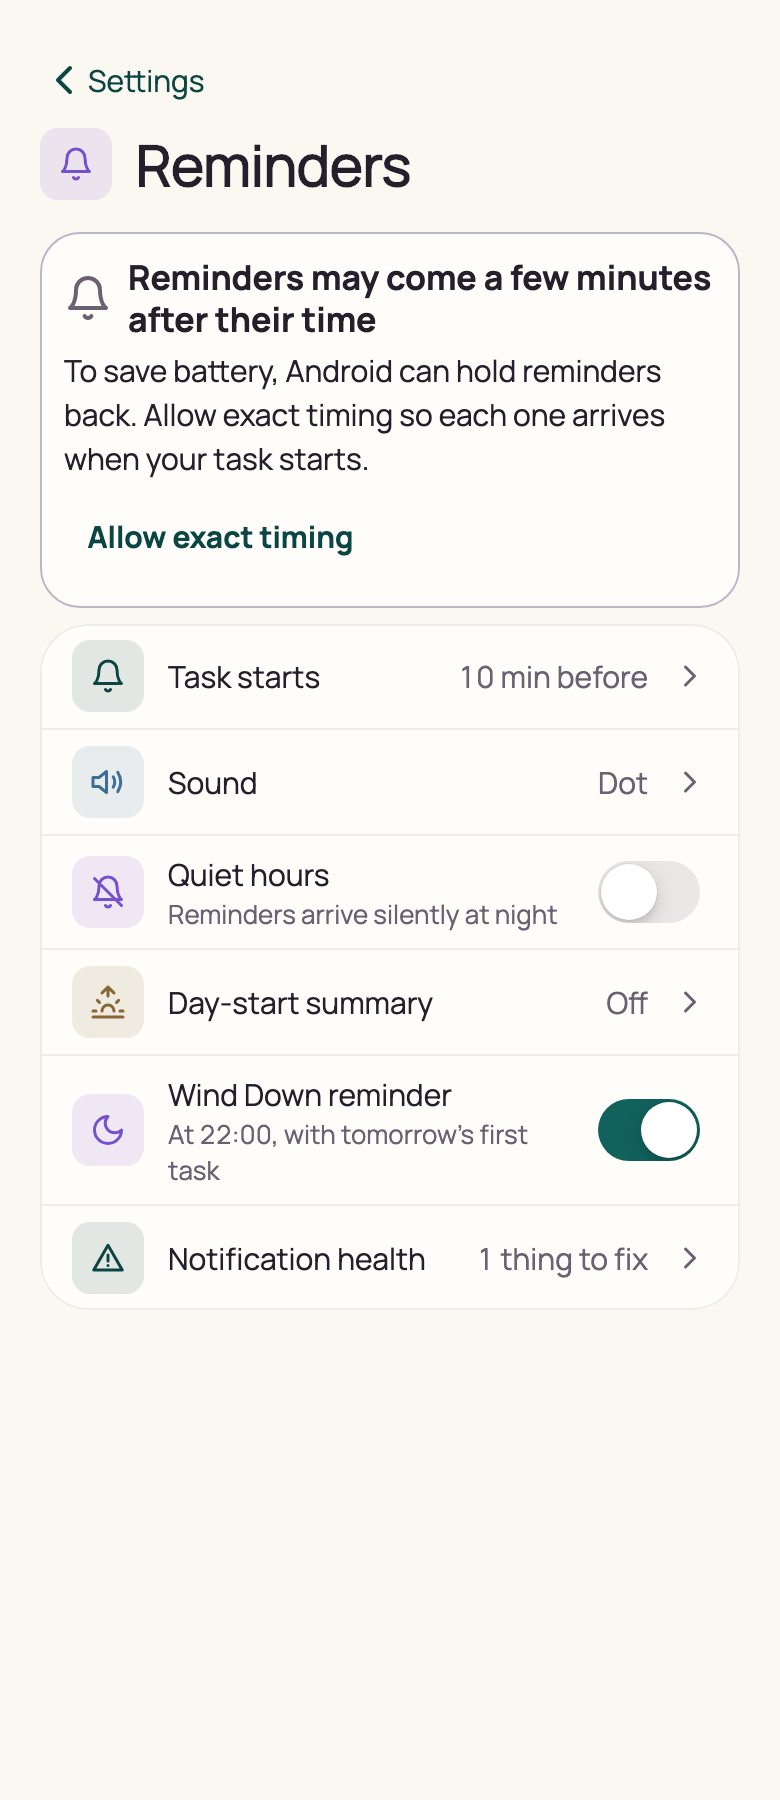 Settings
Reminders
Reminders may come a few minutes
after their time
To save battery, Android can hold reminders
back. Allow exact timing so each one arrives
when your task starts.
Allow exact timing
Task starts 10 min before
Sound Dot
Quiet hours
Reminders arrive silently at night
Day-start summary Off
Wind Down reminder
At 22:00, with tomorrow's first
task
Notification health 1 thing to fix